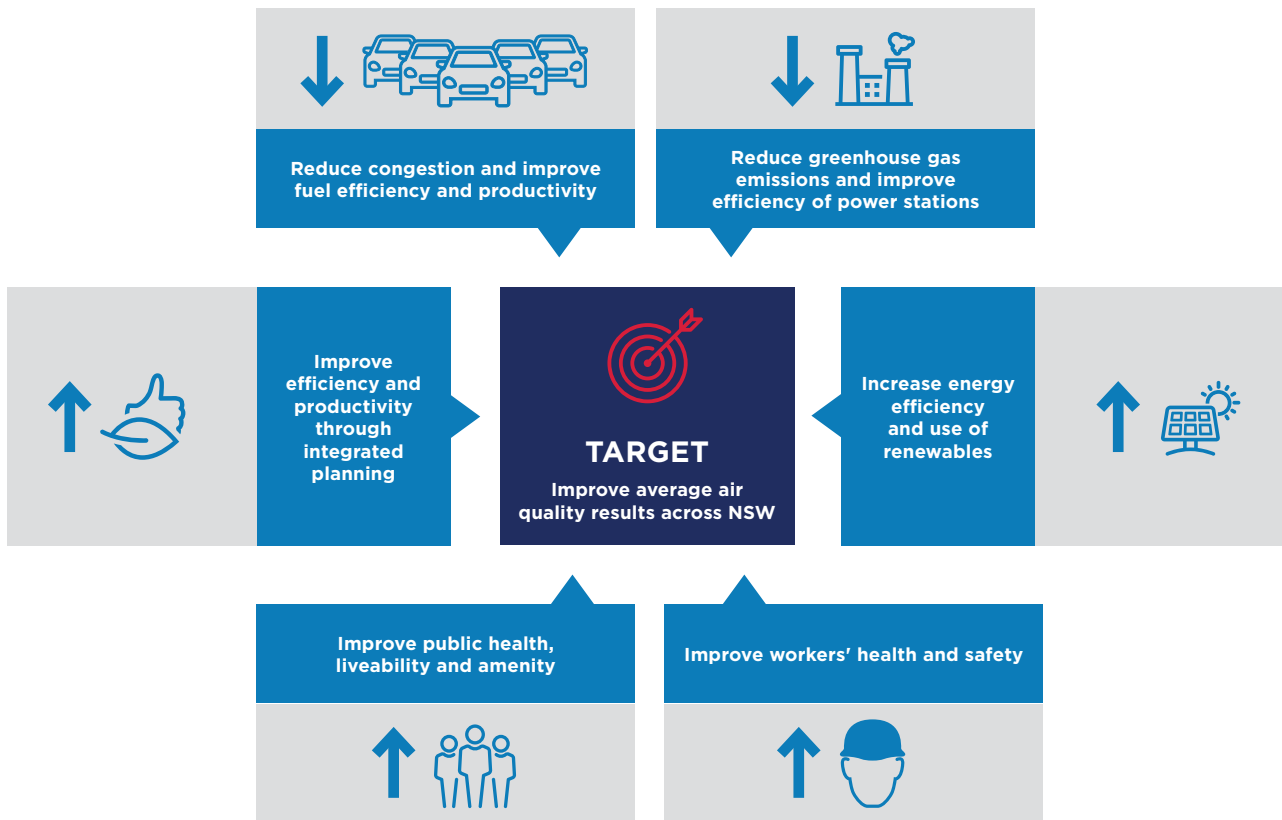 Reduce congestion and improve
fuel efficiency and productivity
Reduce greenhouse gas
emissions and improve
efficiency of power stations
Improve
efficiency and
productivity
through
integrated
planning
TARGET
Improve average air
quality results across NSW
Increase energy
efficiency
and use of
renewables
Improve public health,
liveability and amenity
Improve workers' health and safety